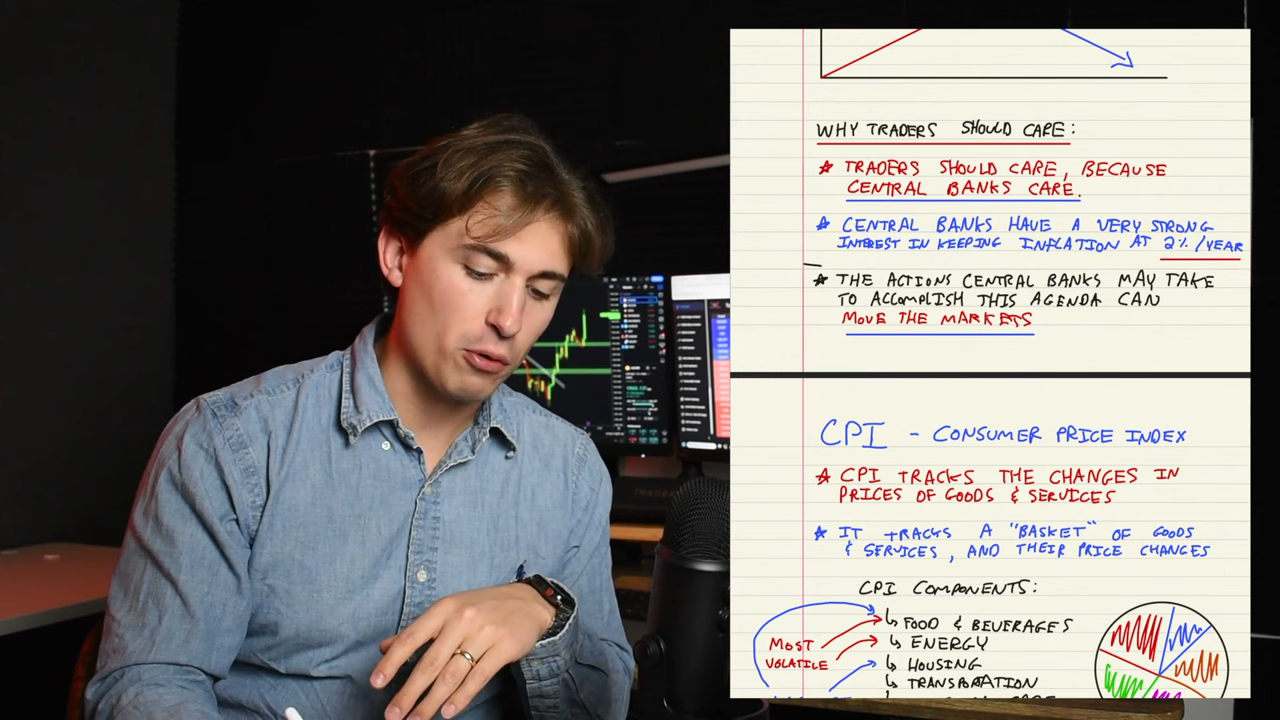 WHY TRADERS SHOULD CARE:
TRADERS SHOULD CARE, BECAUSE
CENTRAL BANKS CARE.
CENTRAL BANKS HAVE A VERY STRONG
INTEREST IN KEEPING INFLATION AT 2%/YEAR
THE ACTIONS CENTRAL BANKS MAY TAKE
TO ACCOMPLISH THIS AGENDA CAN
MOVE THE MARKETS
CPI - CONSUMER PRICE INDEX
CPI TRACKS THE CHANGES IN
PRICES OF GOODS & SERVICES
IT TRACKS A "BASKET" OF GOODS
& SERVICES, AND THEIR PRICE CHANGES
CPI COMPONENTS:
FOOD & BEVERAGES
MOST
VOLATILE
ENERGY
HOUSING
TRANSPORATION